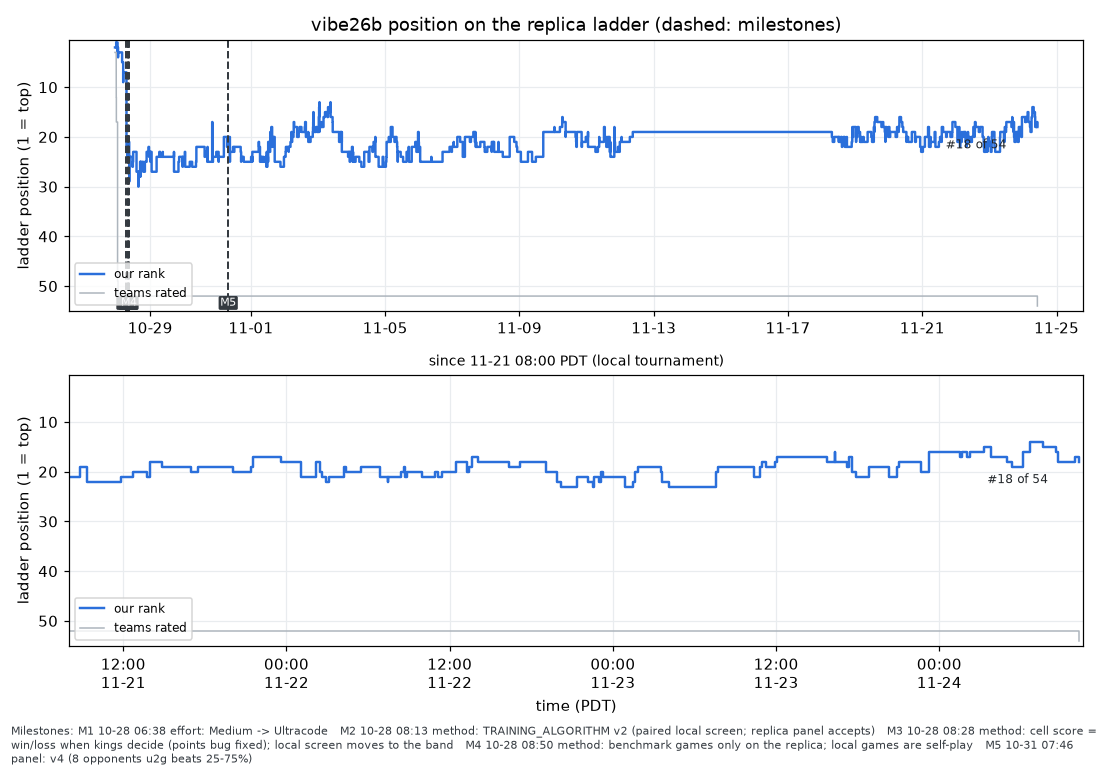 vibe26b position on the replica ladder (dashed: milestones)
ladder position (1 = top)
10
20
30
40
50
#18 of 54
our rank
teams rated
M5
10-29
11-01
11-05
11-09
11-13
11-17
11-21
11-25
since 11-21 08:00 PDT (local tournament)
ladder position (1 = top)
10
20
30
40
50
#18 of 54
our rank
teams rated
12:00
11-21
00:00
11-22
12:00
11-22
00:00
11-23
12:00
11-23
00:00
11-24
time (PDT)
Milestones: M1 10-28 06:38 effort: Medium -> Ultracode M2 10-28 08:13 method: TRAINING_ALGORITHM v2 (paired local screen; replica panel accepts) M3 10-28 08:28 method: cell score =
win/loss when kings decide (points bug fixed); local screen moves to the band M4 10-28 08:50 method: benchmark games only on the replica; local games are self-play M5 10-31 07:46
panel: v4 (8 opponents u2g beats 25-75%)